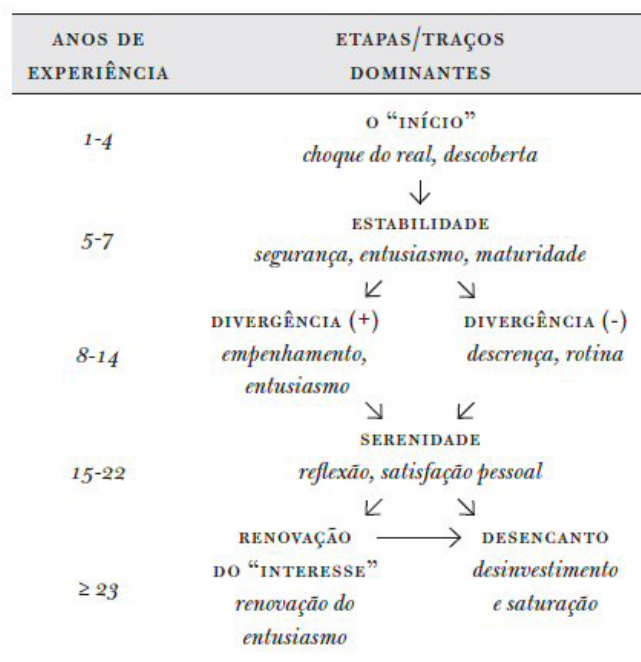 ANOS DE
EXPERIÊNCIA
ETAPAS/TRAÇOS
DOMINANTES
1-4
O “INÍCIO”
choque do real, descoberta
5-7
ESTABILIDADE
segurança, entusiasmo, maturidade
8-14
DIVERGÊNCIA (+)
empenhamento,
entusiasmo
DIVERGÊNCIA (-)
descrença, rotina
15-22
SERENIDADE
reflexão, satisfação pessoal
≥ 23
RENOVAÇÃO
DO “INTERESSE”
renovação do
entusiasmo
DESENCANTO
desinvestimento
e saturação